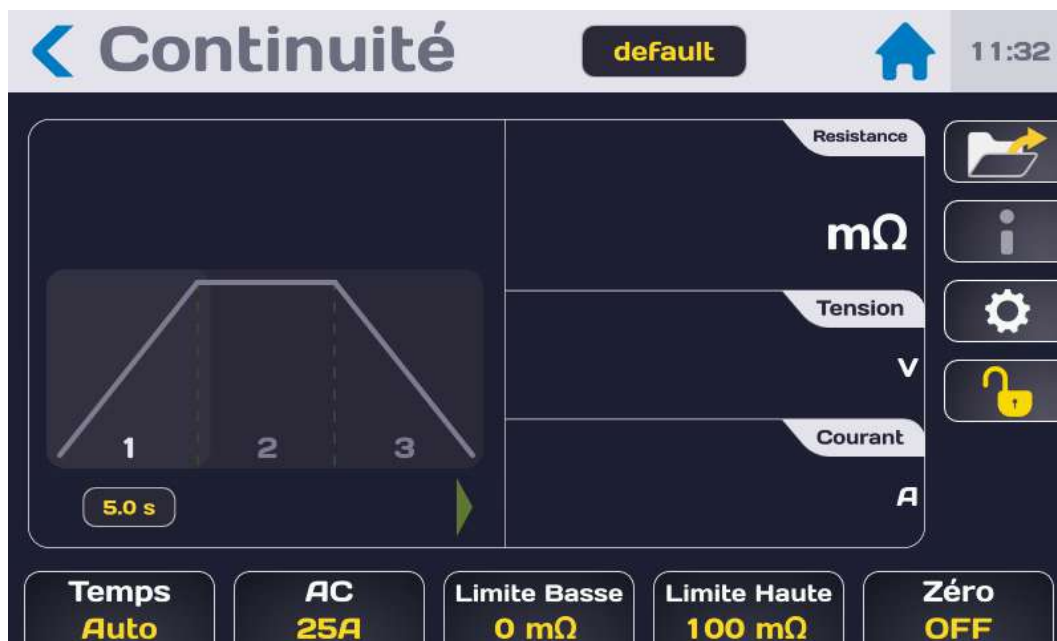 Continuité
default
11:32
Resistance
mΩ
Tension
V
Courant
A
1 2 3
5.0 s
Temps
Auto
AC
25A
Limite Basse
0 mΩ
Limite Haute
100 mΩ
Zéro
OFF